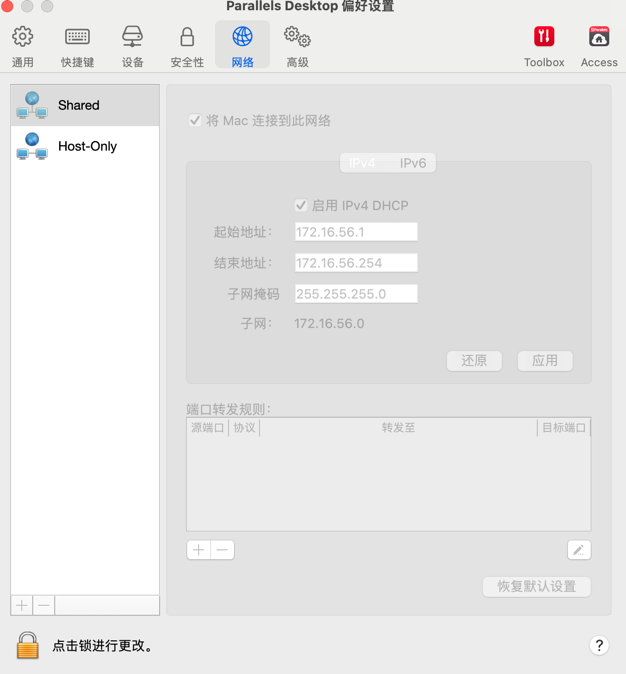 Parallels Desktop 偏好设置
通用 快捷键 设备 安全性 网络 高级 Toolbox Access
Shared
Host-Only
将 Mac 连接到此网络
IPv4 IPv6
启用 IPv4 DHCP
起始地址： 172.16.56.1
结束地址： 172.16.56.254
子网掩码 255.255.255.0
子网： 172.16.56.0
还原 应用
端口转发规则：
源端口 协议 转发至 目标端口
恢复默认设置
点击锁进行更改。 ?